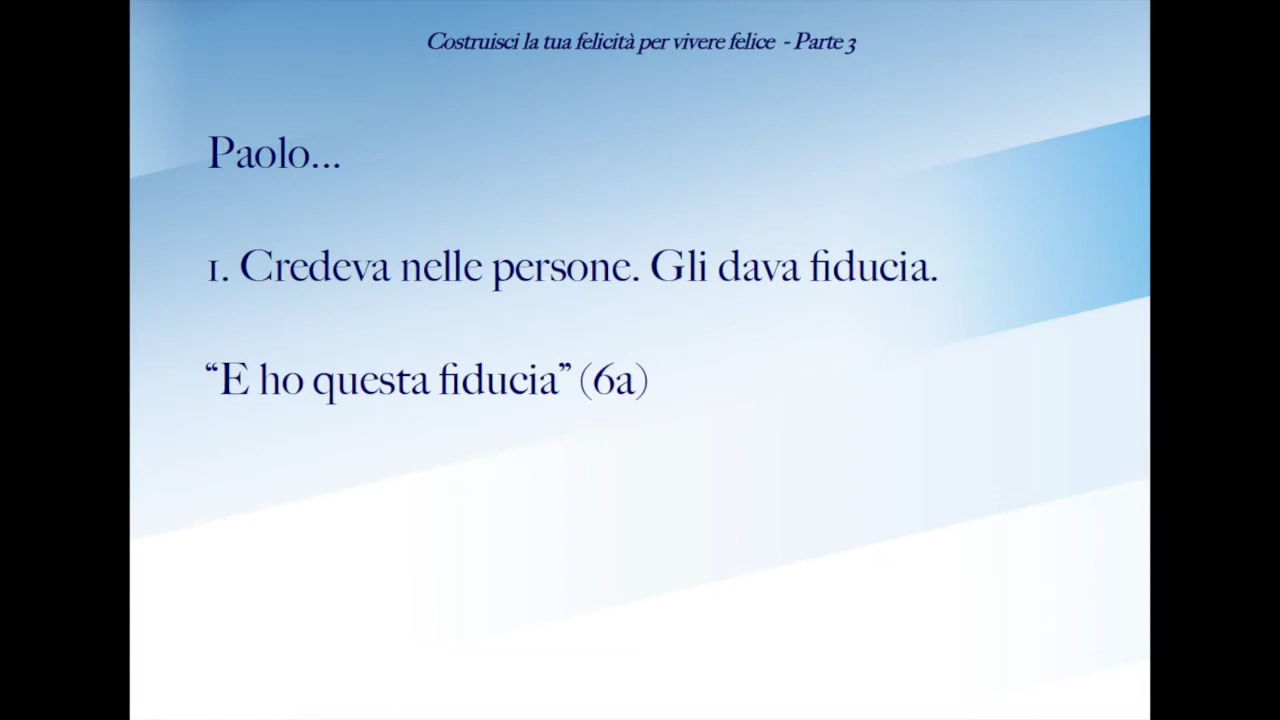 Costruisci la tua felicità per vivere felice - Parte 3
Paolo...
1. Credeva nelle persone. Gli dava fiducia.
“E ho questa fiducia” (6a)